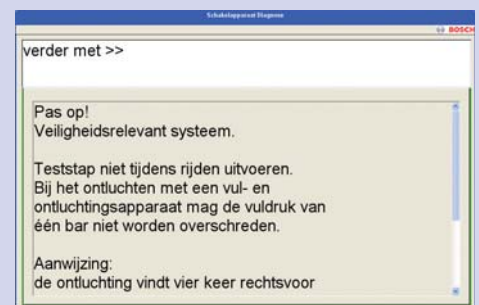 Schakelapparaat Diagnose
BOSCH
verder met >>
Pas op!
Veiligheidsrelevant systeem.
Teststap niet tijdens rijden uitvoeren.
Bij het ontluchten met een vul- en
ontluchtingsapparaat mag de vuldruk van
één bar niet worden overschreden.
Aanwijzing:
de ontluchting vindt vier keer rechtsvoor